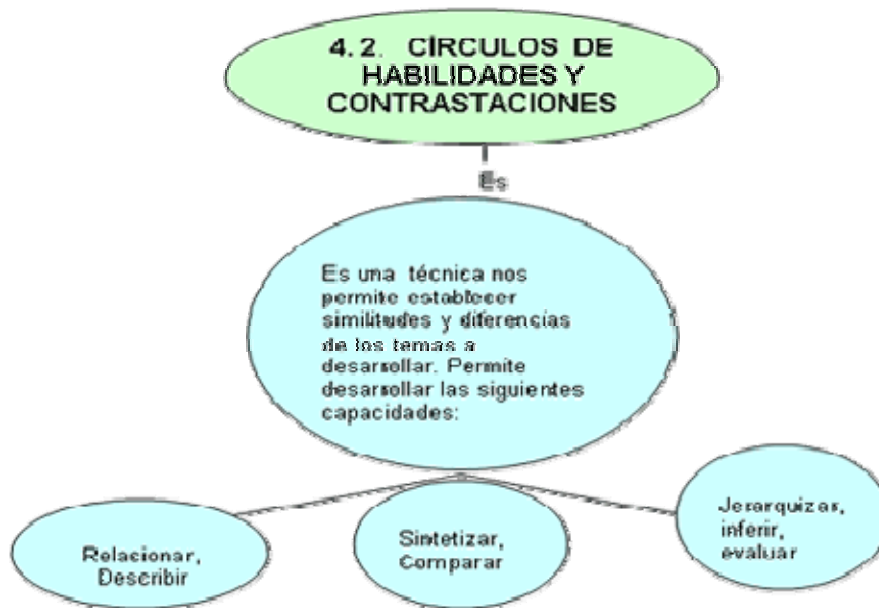 4.2. CÍRCULOS DE
HABILIDADES Y
CONTRASTACIONES
Es
Es una técnica nos
permite establecer
similitudes y diferencias
de los temas a
desarrollar. Permite
desarrollar las siguientes
capacidades:
Relacionar,
Describir
Sintetizar,
Comparar
Jerarquizar,
inferir,
evaluar